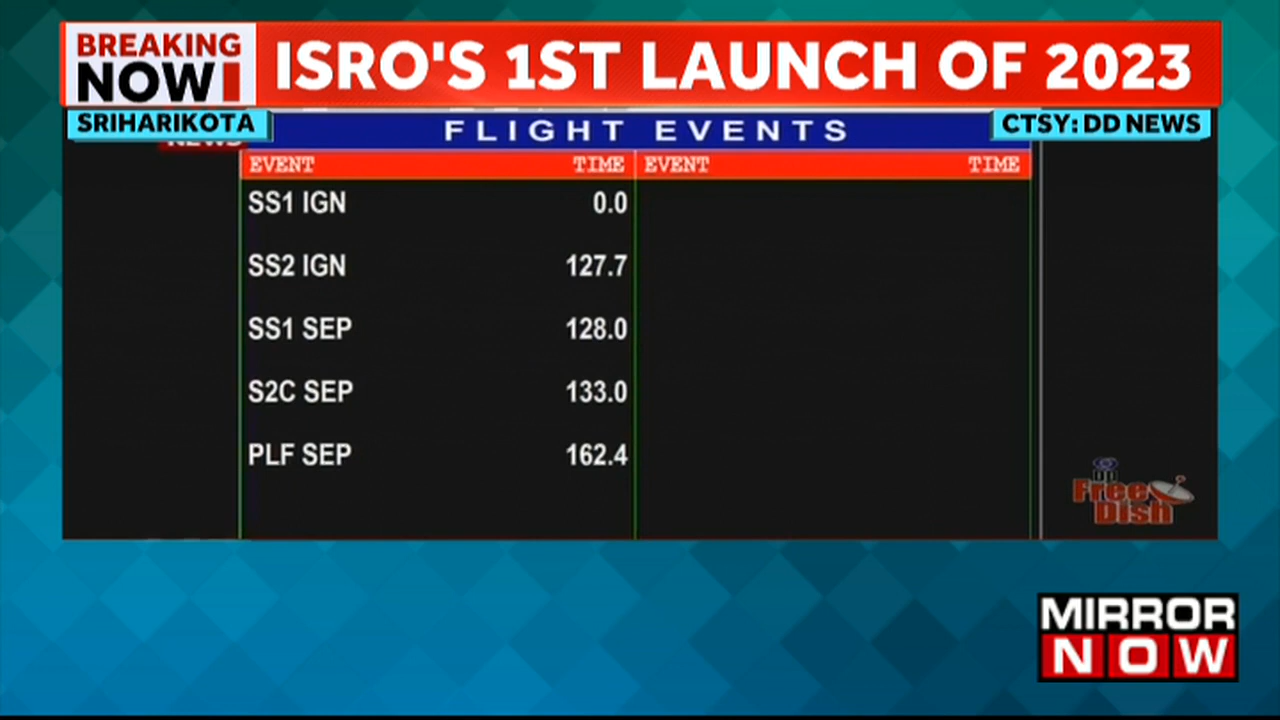 BREAKING
NOW
ISRO'S 1ST LAUNCH OF 2023
SRIHARIKOTA
CTSY: DD NEWS
NEWS
FLIGHT EVENTS
EVENT TIME EVENT TIME
SS1 IGN 0.0
SS2 IGN 127.7
SS1 SEP 128.0
S2C SEP 133.0
PLF SEP 162.4
DD
Free
Dish
MIRROR
NOW